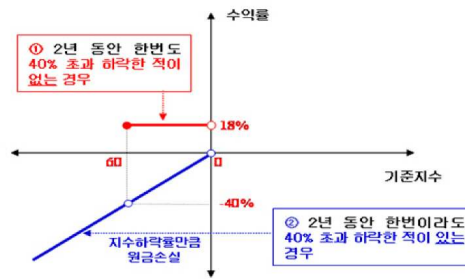 수익률
① 2년 동안 한번도
40% 초과 하락한 적이
없는 경우
18%
60
0
기준지수
-40%
지수하락률만큼
원금손실
② 2년 동안 한번이라도
40% 초과 하락한 적이 있는
경우